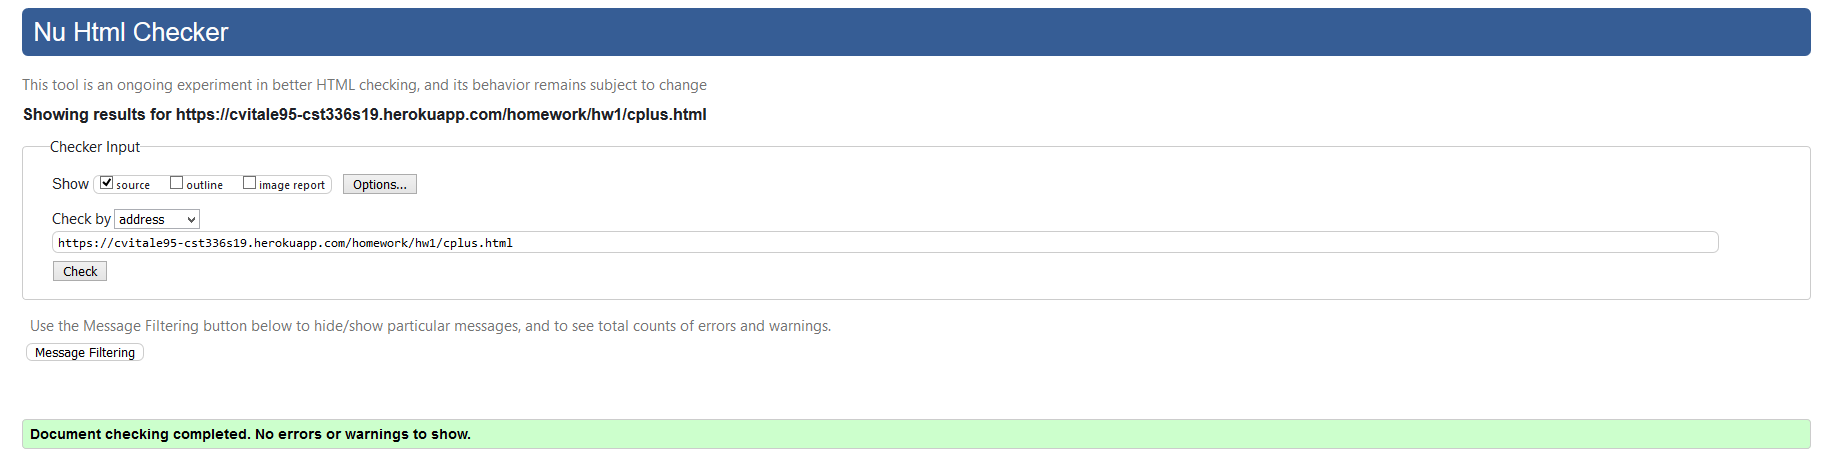 Nu Html Checker
This tool is an ongoing experiment in better HTML checking, and its behavior remains subject to change
Showing results for https://cvitale95-cst336s19.herokuapp.com/homework/hw1/cplus.html
Checker Input
Show source outline image report Options...
Check by address
https://cvitale95-cst336s19.herokuapp.com/homework/hw1/cplus.html
Check
Use the Message Filtering button below to hide/show particular messages, and to see total counts of errors and warnings.
Message Filtering
Document checking completed. No errors or warnings to show.